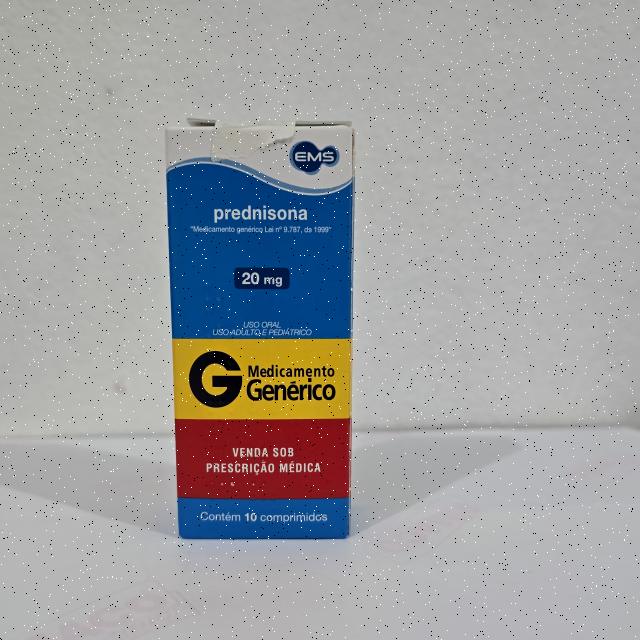 EMS
prednisona
"Medicamento genérico Lei nº 9.787, de 1999"
20 mg
USO ORAL
USO ADULTO E PEDIÁTRICO
G Medicamento
Genérico
VENDA SOB
PRESCRIÇÃO MÉDICA
Contém 10 comprimidos